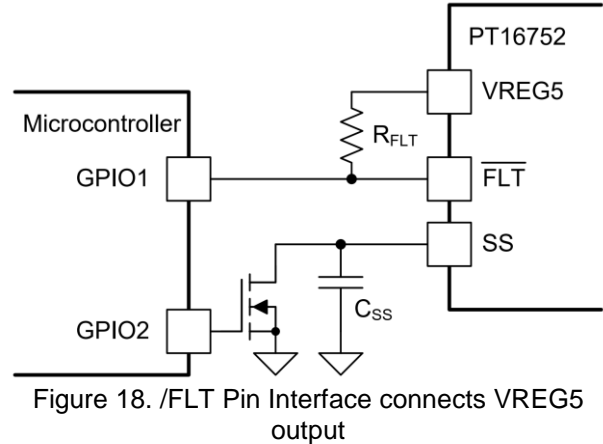 PT16752
VREG5
Microcontroller
RFLT
GPIO1
FLT
SS
CSS
GPIO2
Figure 18. /FLT Pin Interface connects VREG5
output